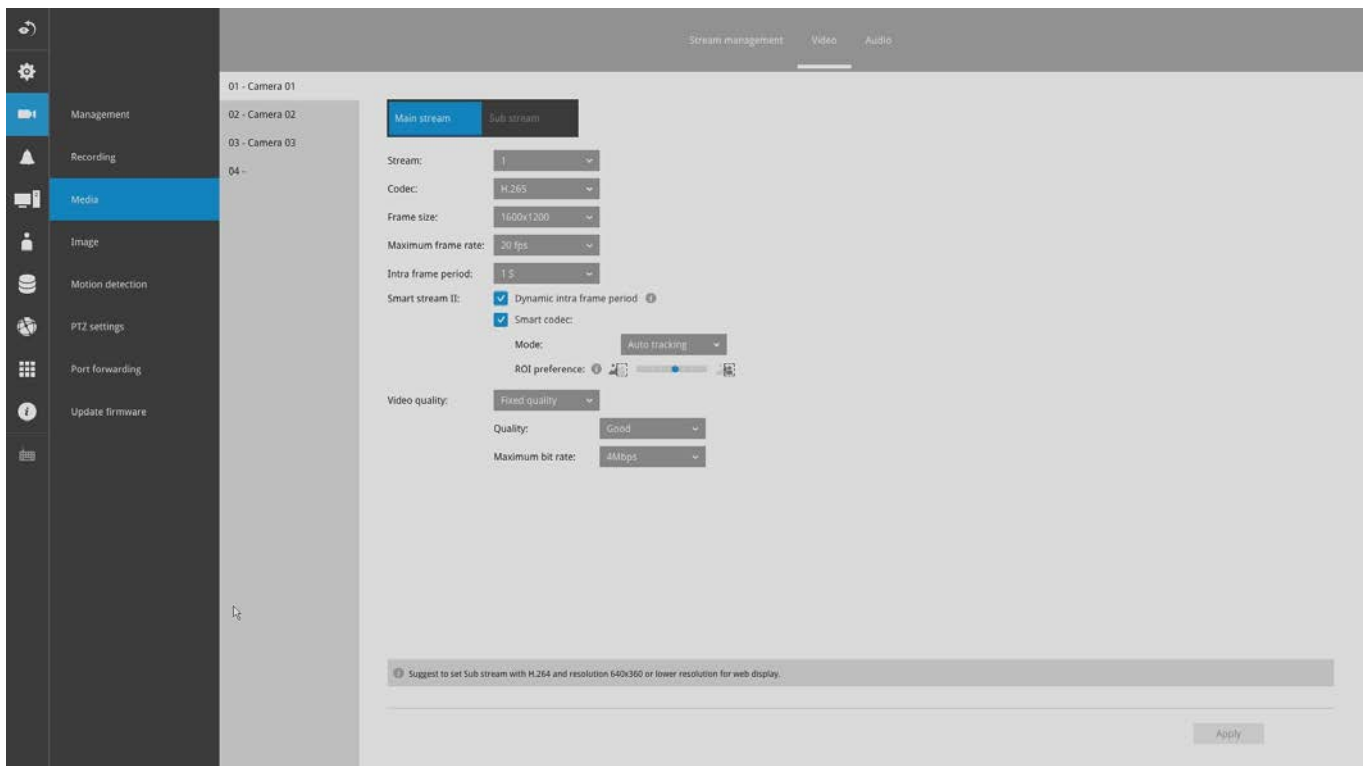 Stream management Video Audio
Management
Recording
Media
Image
Motion detection
PTZ settings
Port forwarding
Update firmware
01 - Camera 01
02 - Camera 02
03 - Camera 03
04 -
Main stream Sub stream
Stream: 1
Codec: H.265
Frame size: 1600x1200
Maximum frame rate: 20 fps
Intra frame period: 1 S
Smart stream II: Dynamic intra frame period
Smart codec:
Mode: Auto tracking
ROI preference:
Video quality: Fixed quality
Quality: Good
Maximum bit rate: 4Mbps
Suggest to set Sub stream with H.264 and resolution 640x360 or lower resolution for web display.
Apply